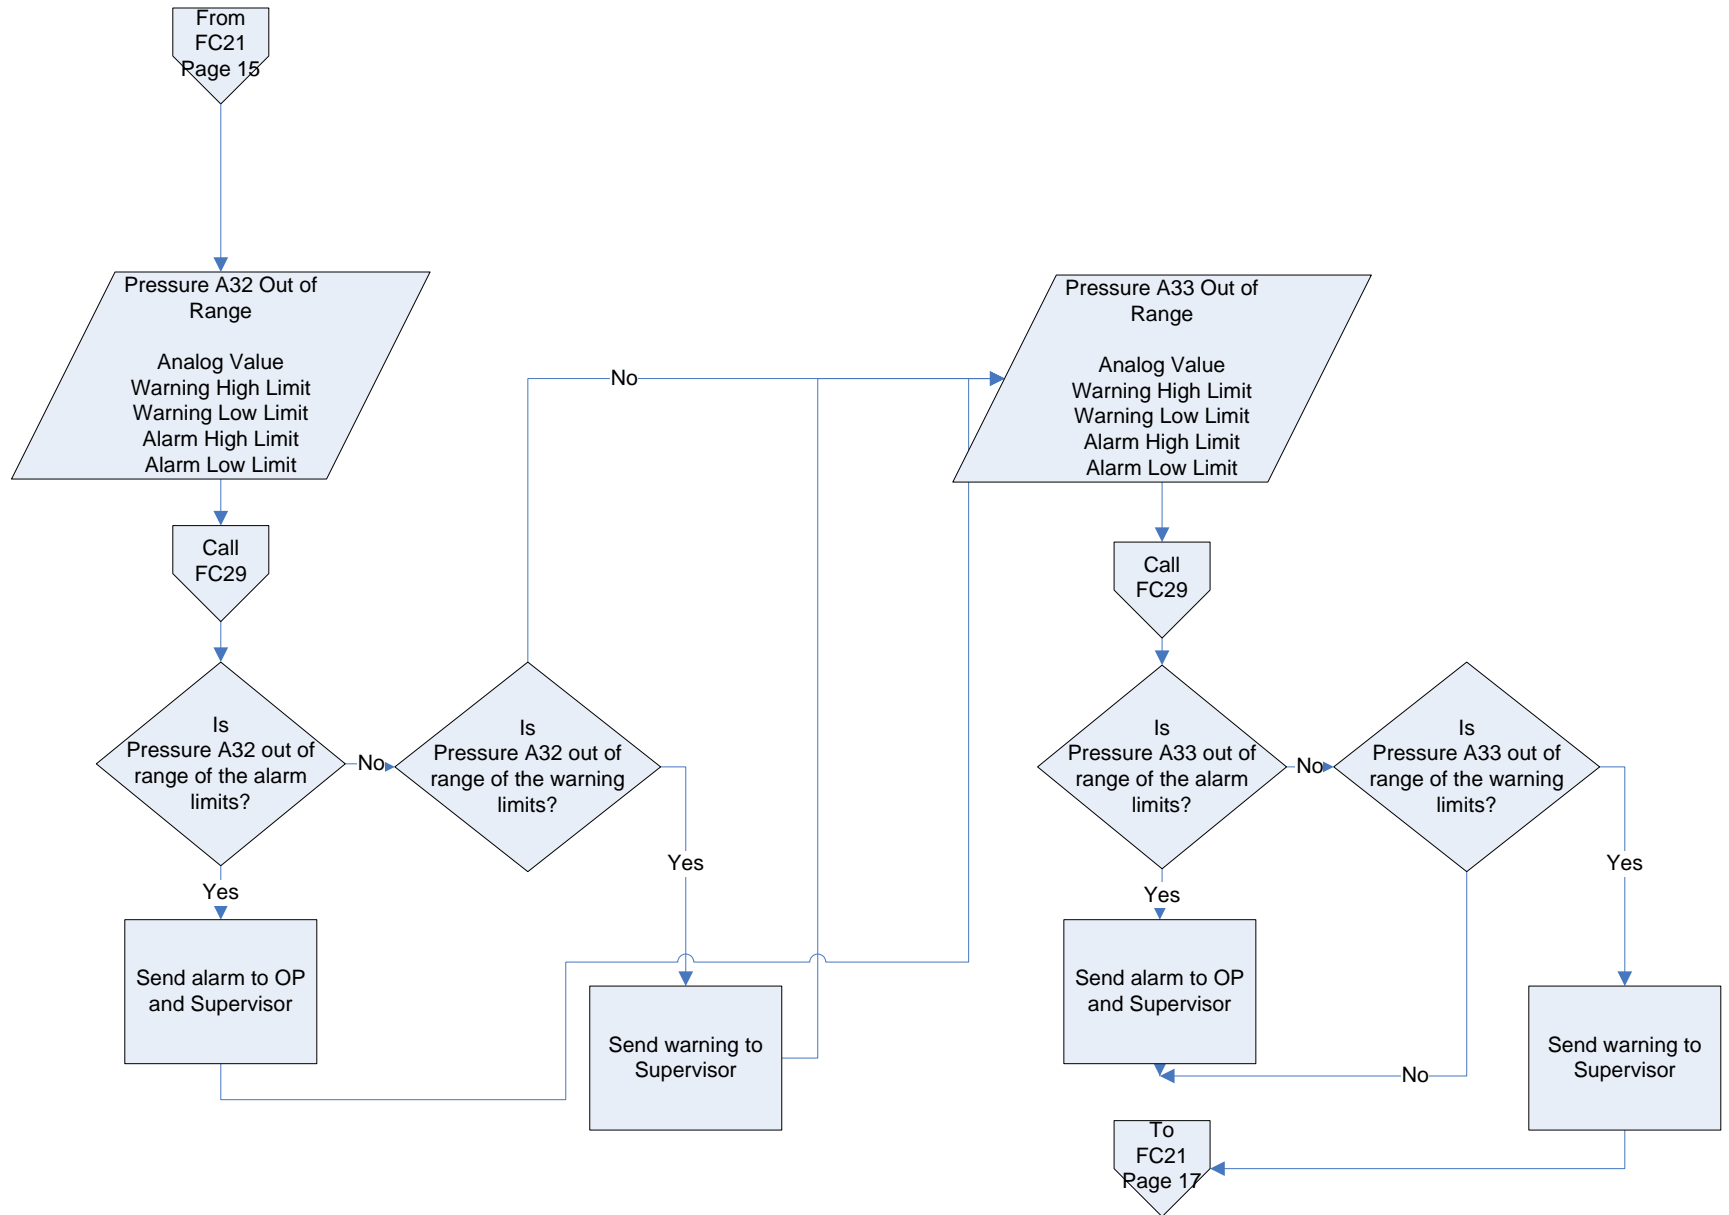 From
FC21
Page 15
Pressure A32 Out of
Range
Analog Value
Warning High Limit
Warning Low Limit
Alarm High Limit
Alarm Low Limit
Call
FC29
Is
Pressure A32 out of
range of the alarm
limits?
No
Is
Pressure A32 out of
range of the warning
limits?
No
Yes
Yes
Send alarm to OP
and Supervisor
Send warning to
Supervisor
Pressure A33 Out of
Range
Analog Value
Warning High Limit
Warning Low Limit
Alarm High Limit
Alarm Low Limit
Call
FC29
Is
Pressure A33 out of
range of the alarm
limits?
No
Is
Pressure A33 out of
range of the warning
limits?
Yes
Yes
Send alarm to OP
and Supervisor
No
Send warning to
Supervisor
To
FC21
Page 17